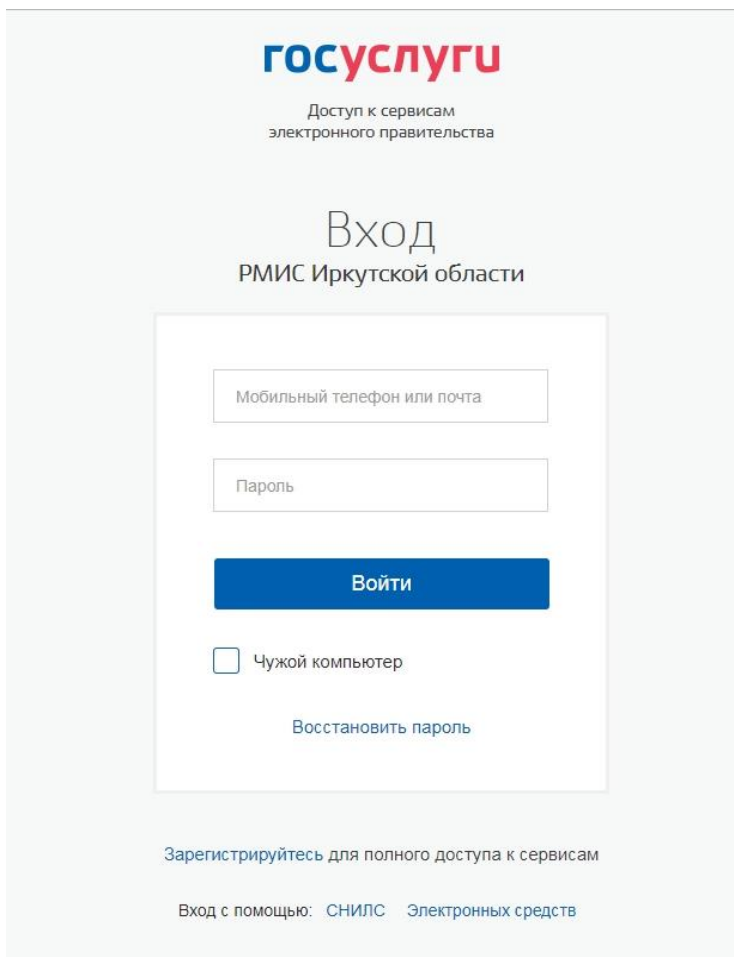 госуслуги
Доступ к сервисам
электронного правительства
Вход
РМИС Иркутской области
Мобильный телефон или почта
Пароль
Войти
Чужой компьютер
Восстановить пароль
Зарегистрируйтесь для полного доступа к сервисам
Вход с помощью: СНИЛС Электронных средств